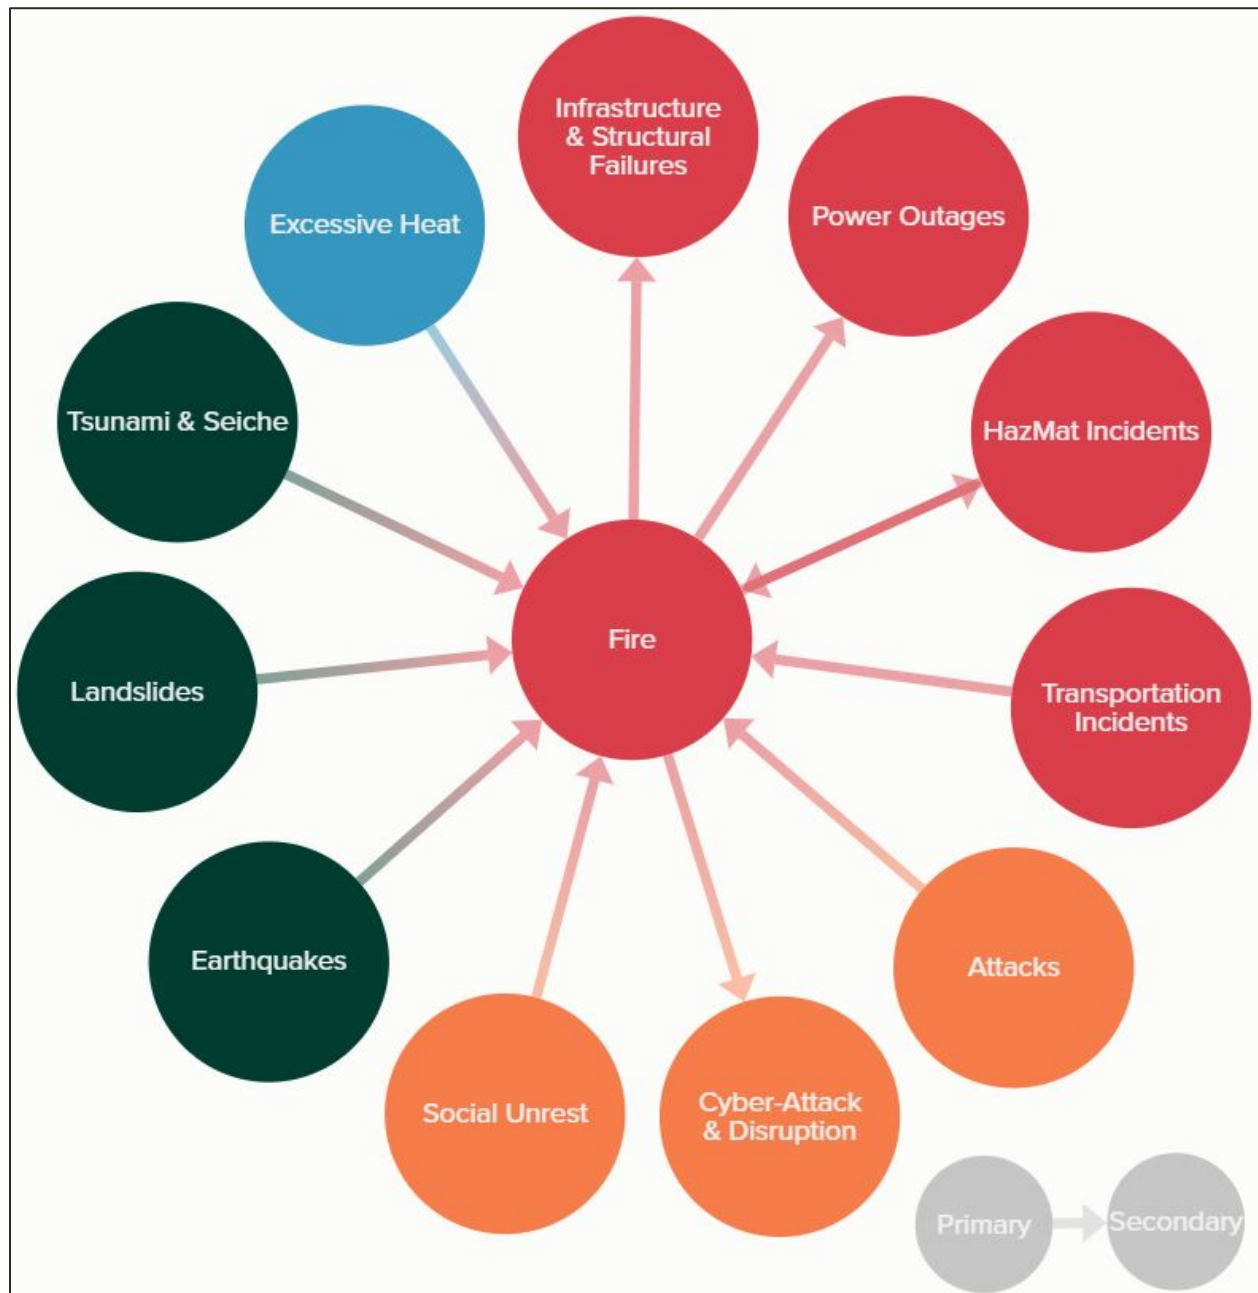 Infrastructure
& Structural
Failures
Power Outages
Excessive Heat
HazMat Incidents
Tsunami & Seiche
Fire
Landslides
Transportation
Incidents
Earthquakes
Attacks
Social Unrest
Cyber-Attack
& Disruption
Primary
Secondary